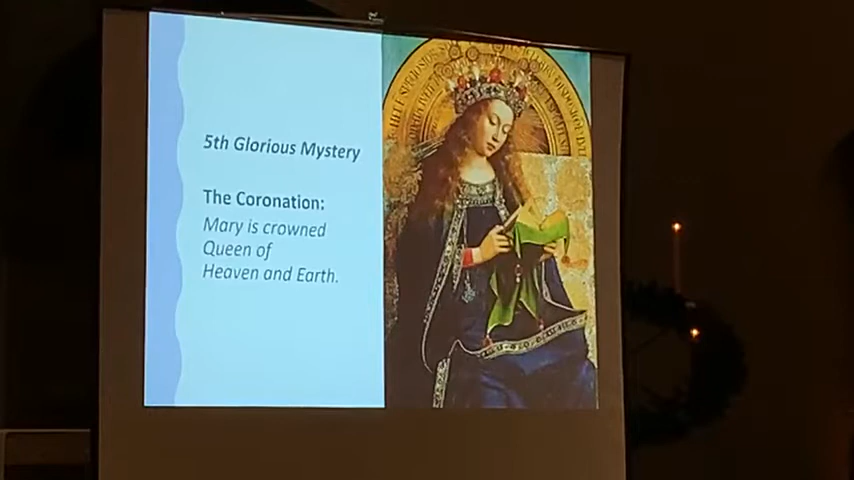 5th Glorious Mystery
The Coronation:
Mary is crowned
Queen of
Heaven and Earth.